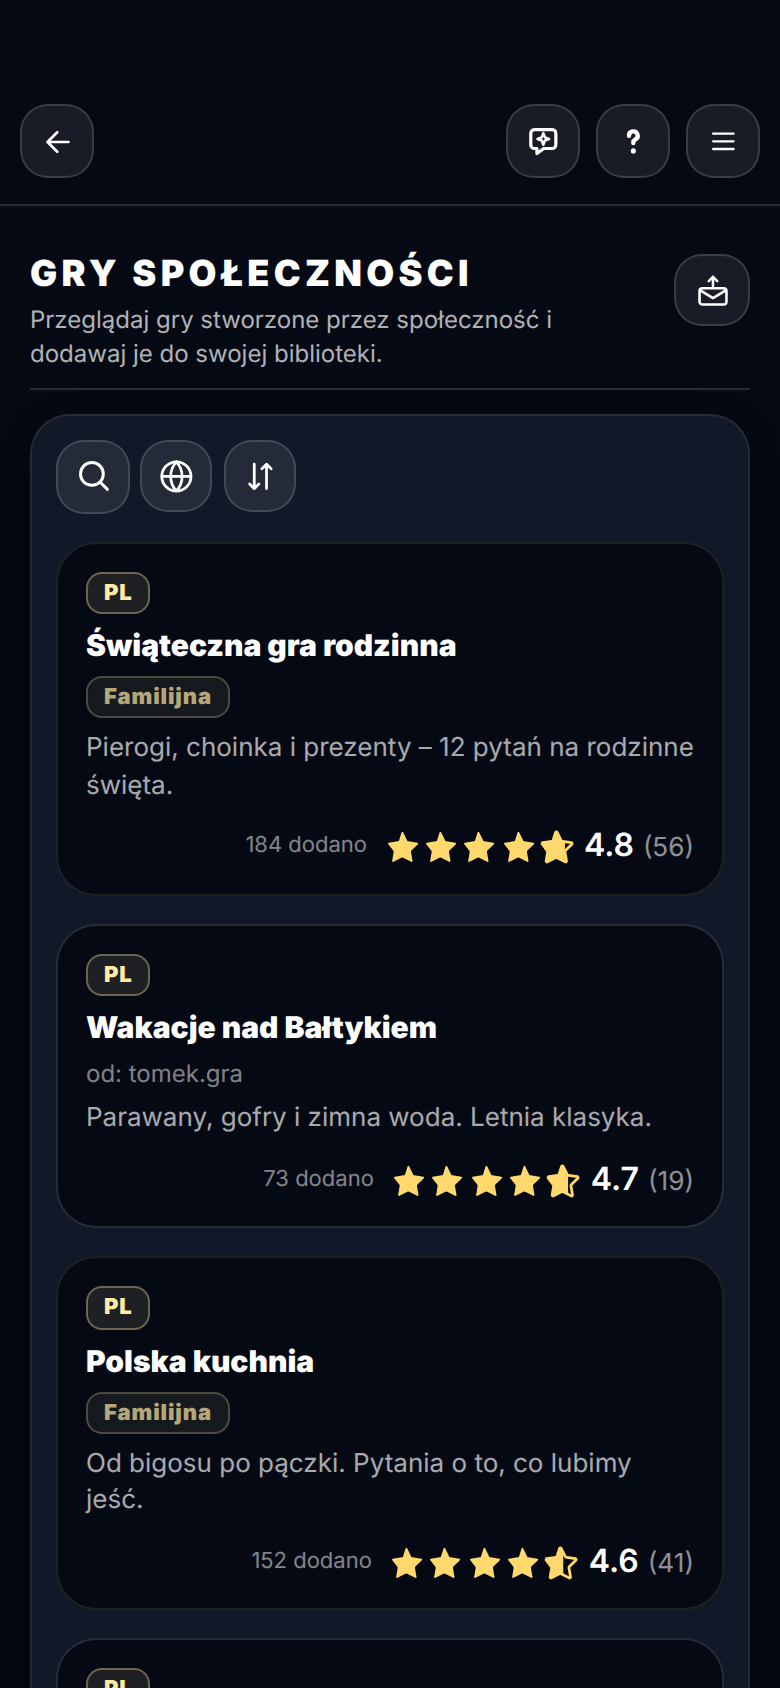 GRY SPOŁECZNOŚCI
Przeglądaj gry stworzone przez społeczność i
dodawaj je do swojej biblioteki.
PL
Świąteczna gra rodzinna
Familijna
Pierogi, choinka i prezenty – 12 pytań na rodzinne
święta.
184 dodano 4.8 (56)
PL
Wakacje nad Bałtykiem
od: tomek.gra
Parawany, gofry i zimna woda. Letnia klasyka.
73 dodano 4.7 (19)
PL
Polska kuchnia
Familijna
Od bigosu po pączki. Pytania o to, co lubimy
jeść.
152 dodano 4.6 (41)
PL